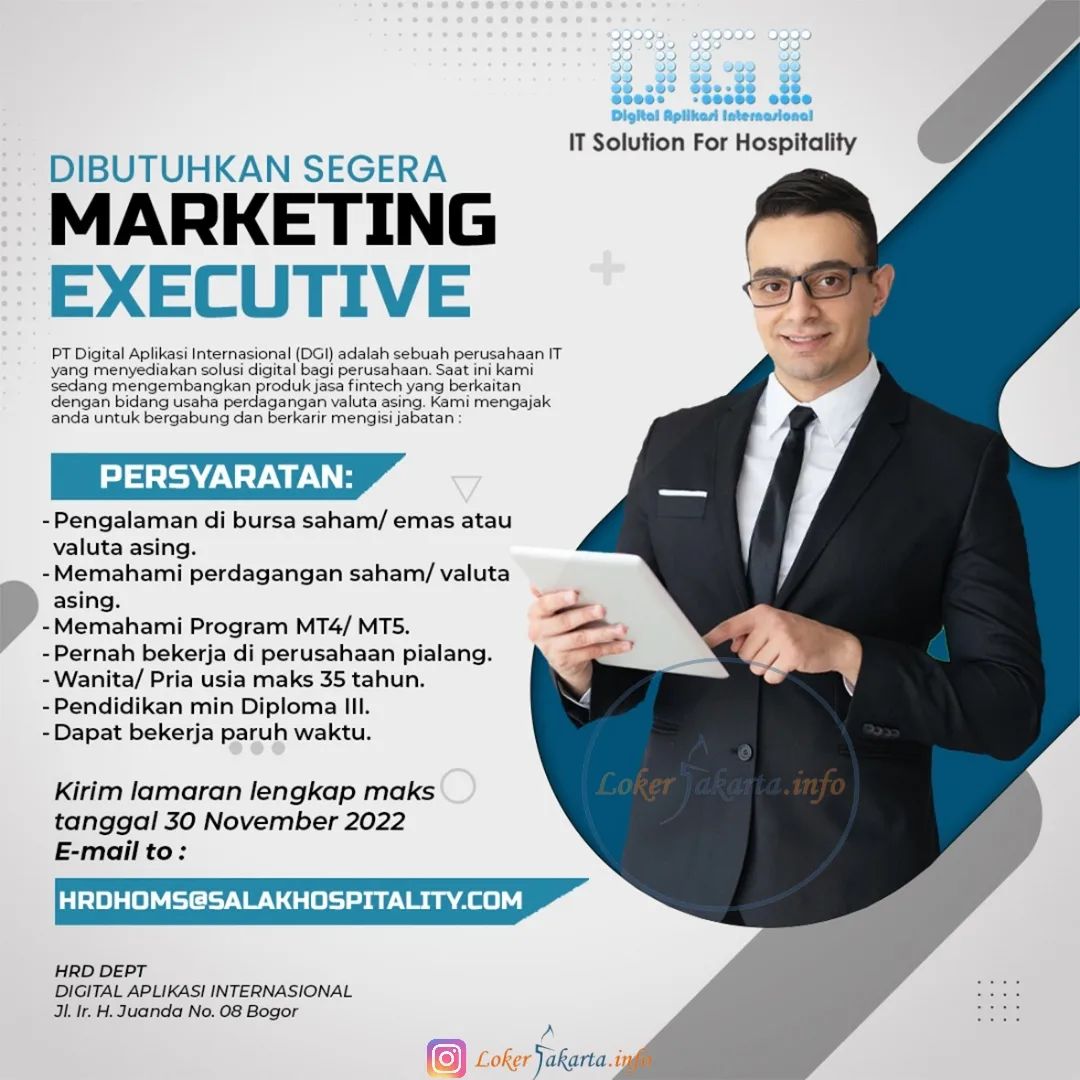 DGI
Digital Aplikasi Internasional
IT Solution For Hospitality
DIBUTUHKAN SEGERA
MARKETING
EXECUTIVE
PT Digital Aplikasi Internasional (DGI) adalah sebuah perusahaan IT
yang menyediakan solusi digital bagi perusahaan. Saat ini kami
sedang mengembangkan produk jasa fintech yang berkaitan
dengan bidang usaha perdagangan valuta asing. Kami mengajak
anda untuk bergabung dan berkarir mengisi jabatan :
PERSYARATAN:
- Pengalaman di bursa saham/ emas atau
valuta asing.
- Memahami perdagangan saham/ valuta
asing.
- Memahami Program MT4/ MT5.
- Pernah bekerja di perusahaan pialang.
- Wanita/ Pria usia maks 35 tahun.
- Pendidikan min Diploma III.
- Dapat bekerja paruh waktu.
Kirim lamaran lengkap maks
tanggal 30 November 2022
E-mail to :
HRDHOMS@SALAKHOSPITALITY.COM
HRD DEPT
DIGITAL APLIKASI INTERNASIONAL
Jl. Ir. H. Juanda No. 08 Bogor
Loker Jakarta.info
Loker Jakarta.info